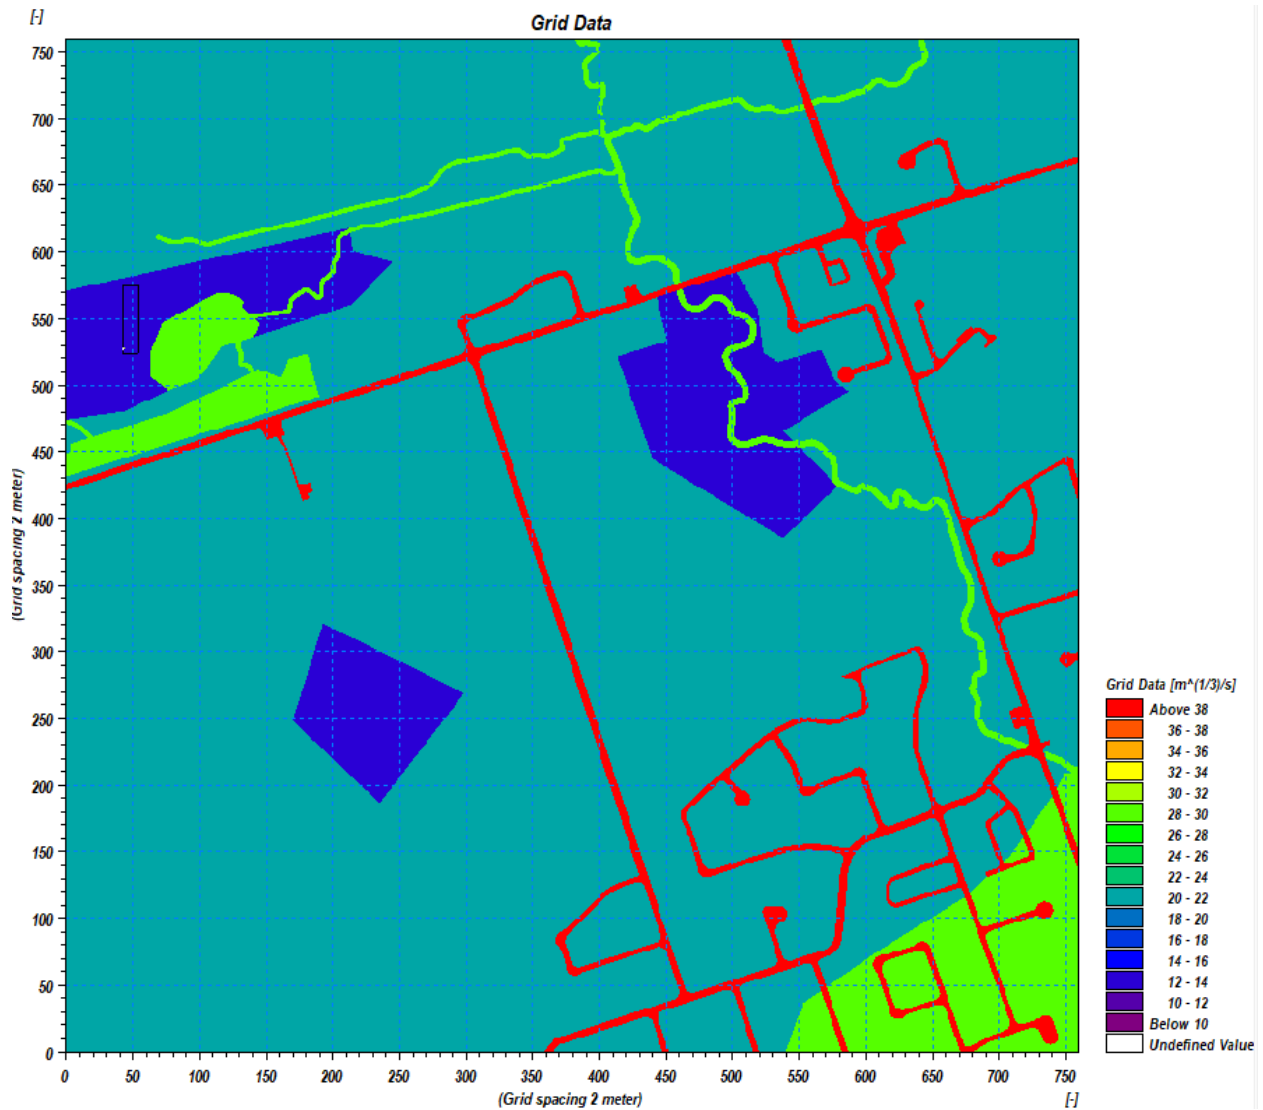 [-]
Grid Data
750
700
650
600
550
500
450
400
350
300
250
200
150
100
50
0
(Grid spacing 2 meter)
0 50 100 150 200 250 300 350 400 450 500 550 600 650 700 750
(Grid spacing 2 meter)
[-]
Grid Data [m^(1/3)/s]
Above 38
36 - 38
34 - 36
32 - 34
30 - 32
28 - 30
26 - 28
24 - 26
22 - 24
20 - 22
18 - 20
16 - 18
14 - 16
12 - 14
10 - 12
Below 10
Undefined Value